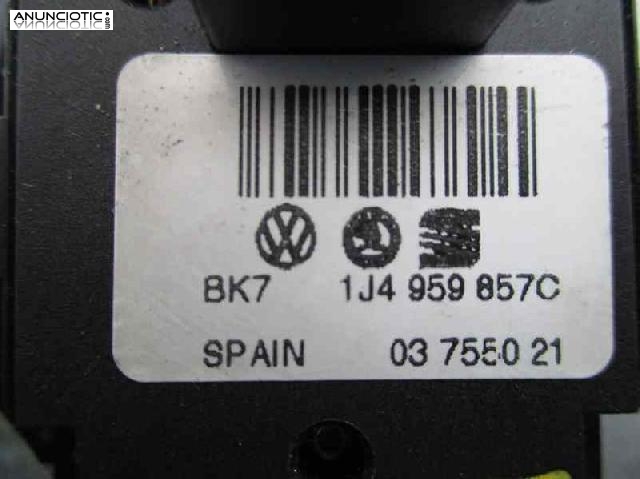 ANUNCIOTIC!
BK7 1J4 959 857C
SPAIN 03 7550 21